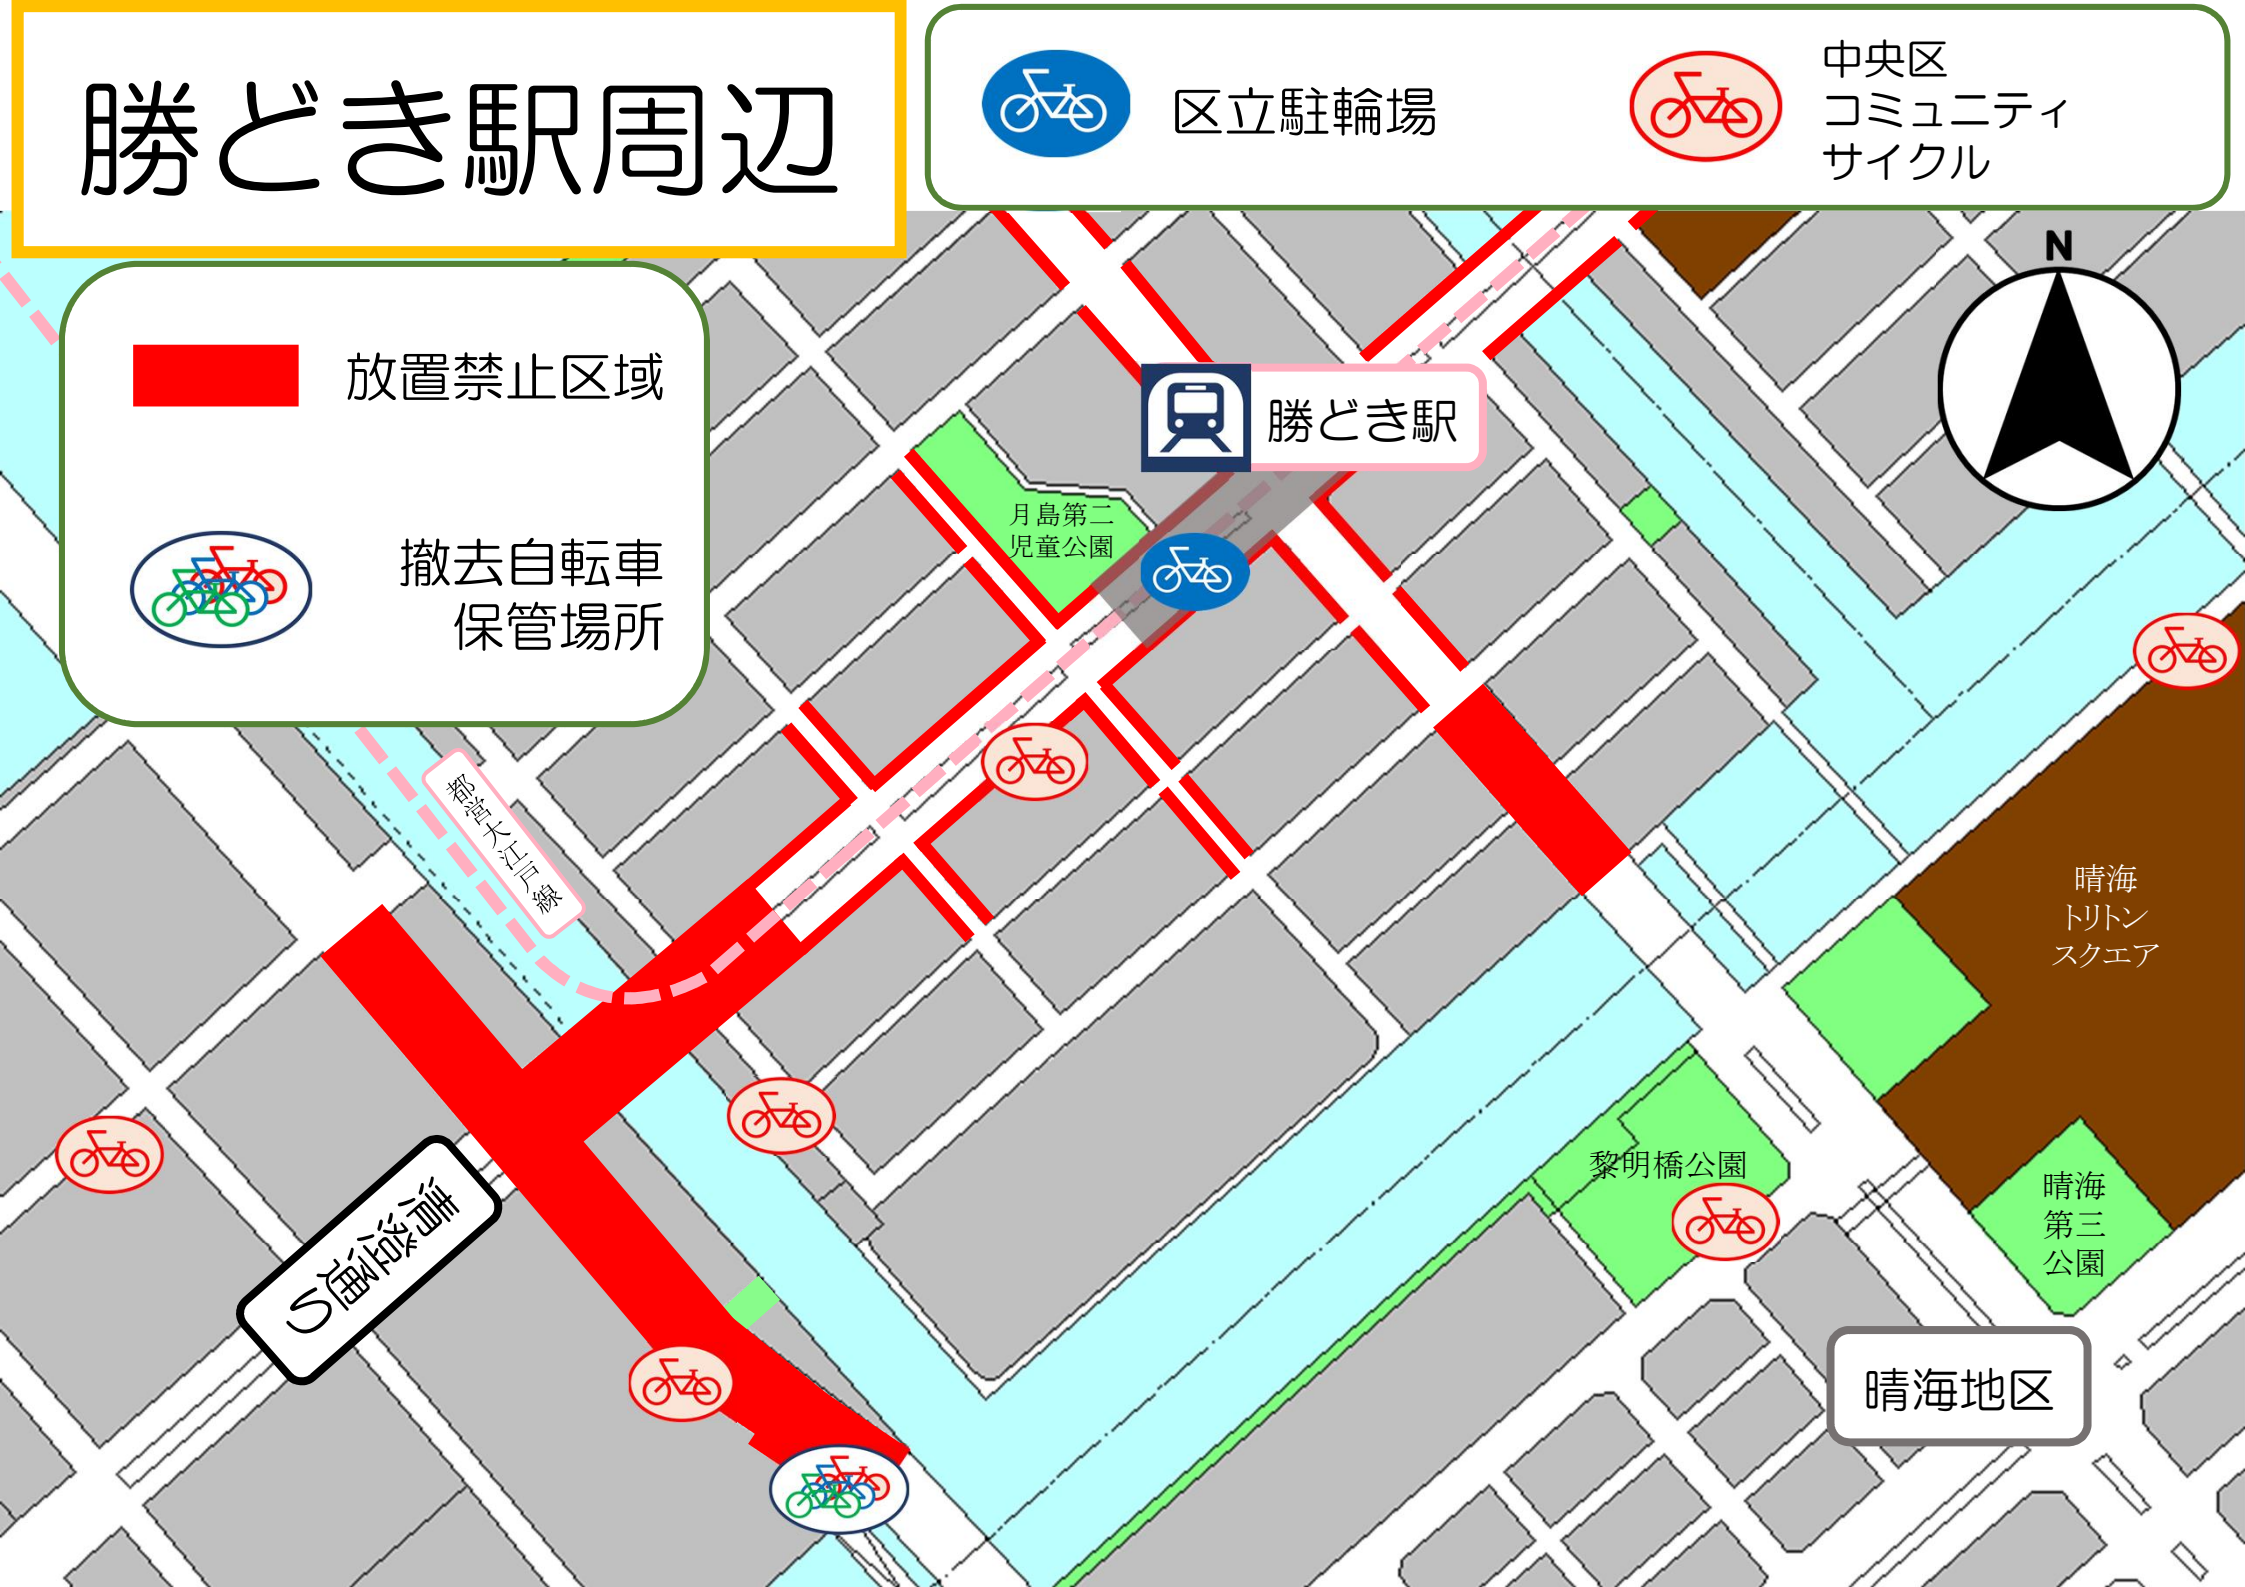 勝どき駅周辺
区立駐輪場
中央区
コミュニティ
サイクル
放置禁止区域
撤去自転車
保管場所
N
勝どき駅
月島第二
児童公園
都営大江戸線
晴海
トリトン
スクエア
清澄通り
黎明橋公園
晴海
第三
公園
晴海地区